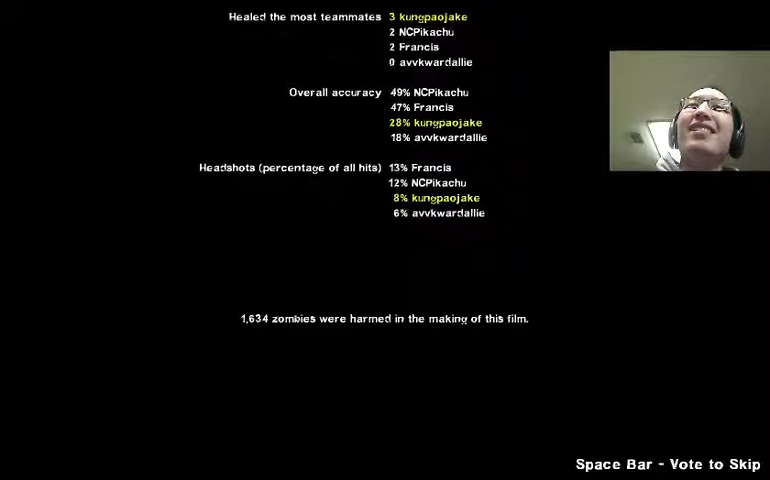 Healed the most teammates 3 kungpaojake
2 NCPikachu
2 Francis
0 avvkwardallie
Overall accuracy 49% NCPikachu
47% Francis
28% kungpaojake
18% avvkwardallie
Headshots (percentage of all hits) 13% Francis
12% NCPikachu
8% kungpaojake
6% avvkwardallie
1,634 zombies were harmed in the making of this film.
Space Bar - Vote to Skip